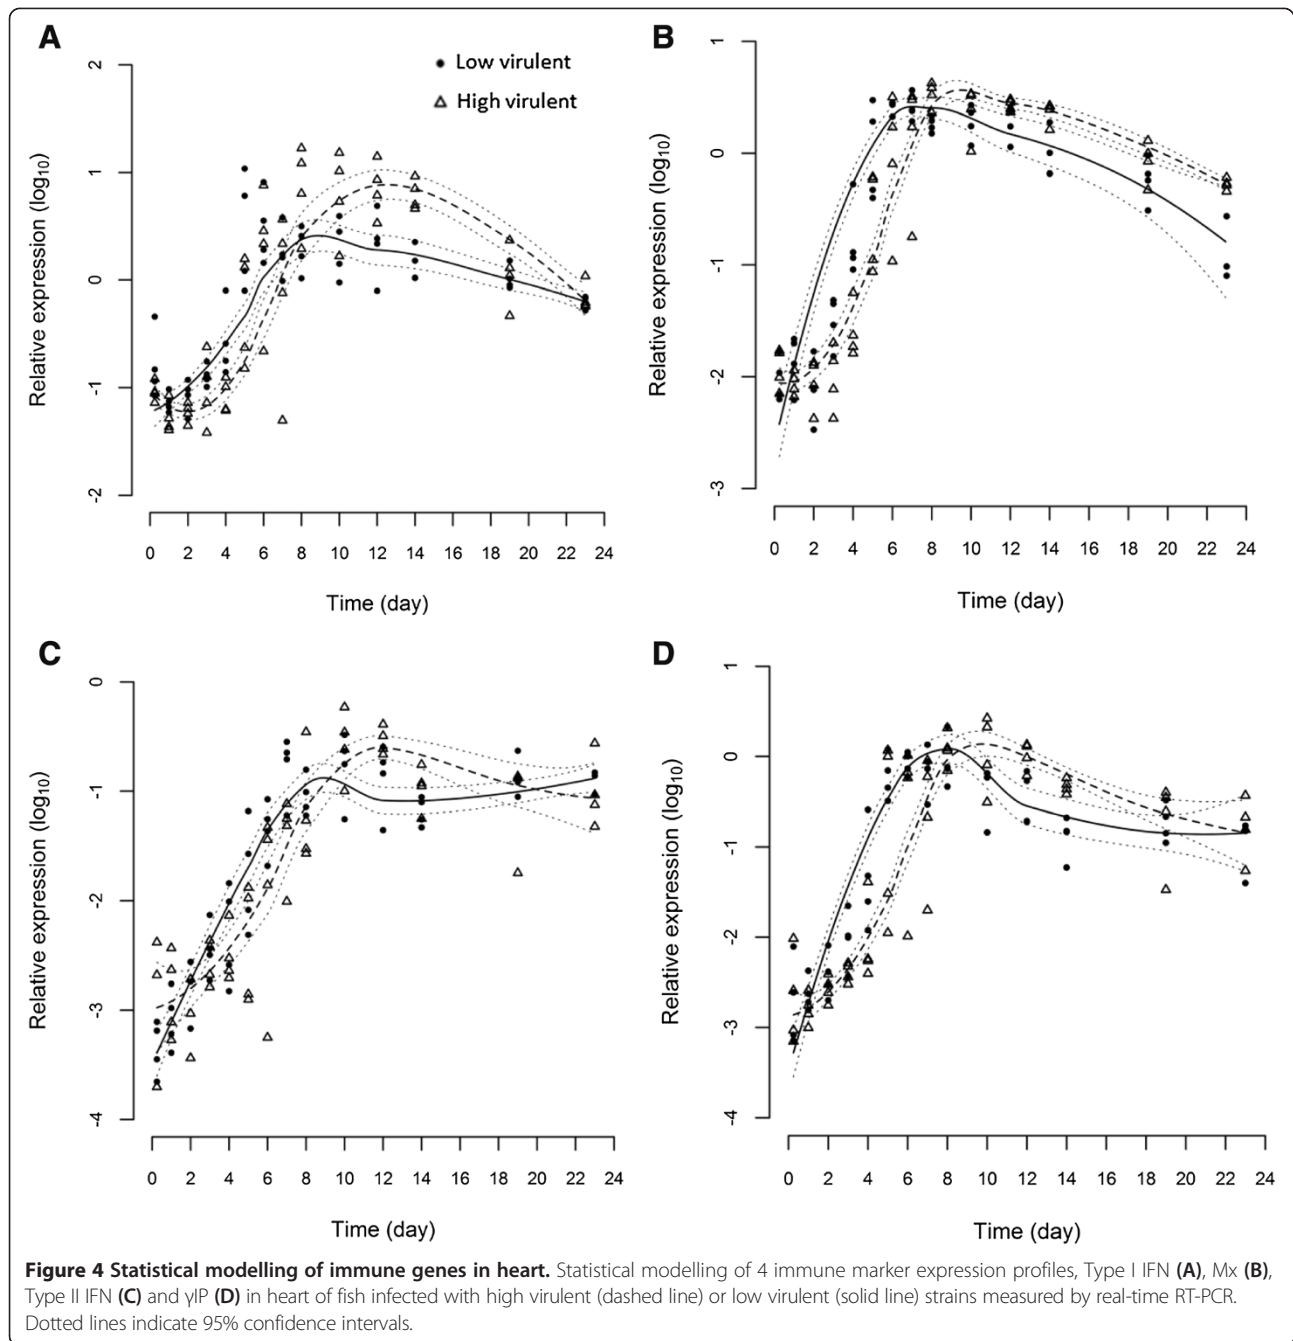 A
Low virulent
High virulent
Relative expression (log10)
2
1
0
-1
-2
0 2 4 6 8 10 12 14 16 18 20 22 24
Time (day)
B
Relative expression (log10)
1
0
-1
-2
-3
0 2 4 6 8 10 12 14 16 18 20 22 24
Time (day)
C
Relative expression (log10)
0
-1
-2
-3
-4
0 2 4 6 8 10 12 14 16 18 20 22 24
Time (day)
D
Relative expression (log10)
1
0
-1
-2
-3
-4
0 2 4 6 8 10 12 14 16 18 20 22 24
Time (day)
Figure 4 Statistical modelling of immune genes in heart. Statistical modelling of 4 immune marker expression profiles, Type I IFN (A), Mx (B),
Type II IFN (C) and γIP (D) in heart of fish infected with high virulent (dashed line) or low virulent (solid line) strains measured by real-time RT-PCR.
Dotted lines indicate 95% confidence intervals.